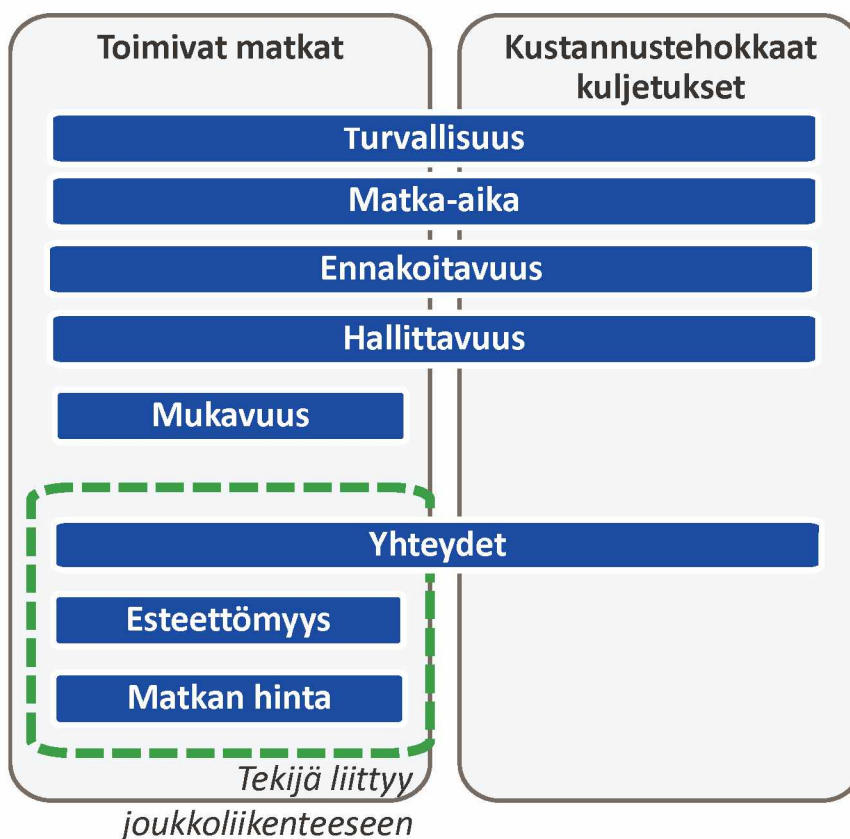 Toimivat matkat
Kustannustehokkaat
kuljetukset
Turvallisuus
Matka-aika
Ennakoitavuus
Hallittavuus
Mukavuus
Yhteydet
Esteettömyys
Matkan hinta
Tekijä liittyy
joukkoliikenteeseen